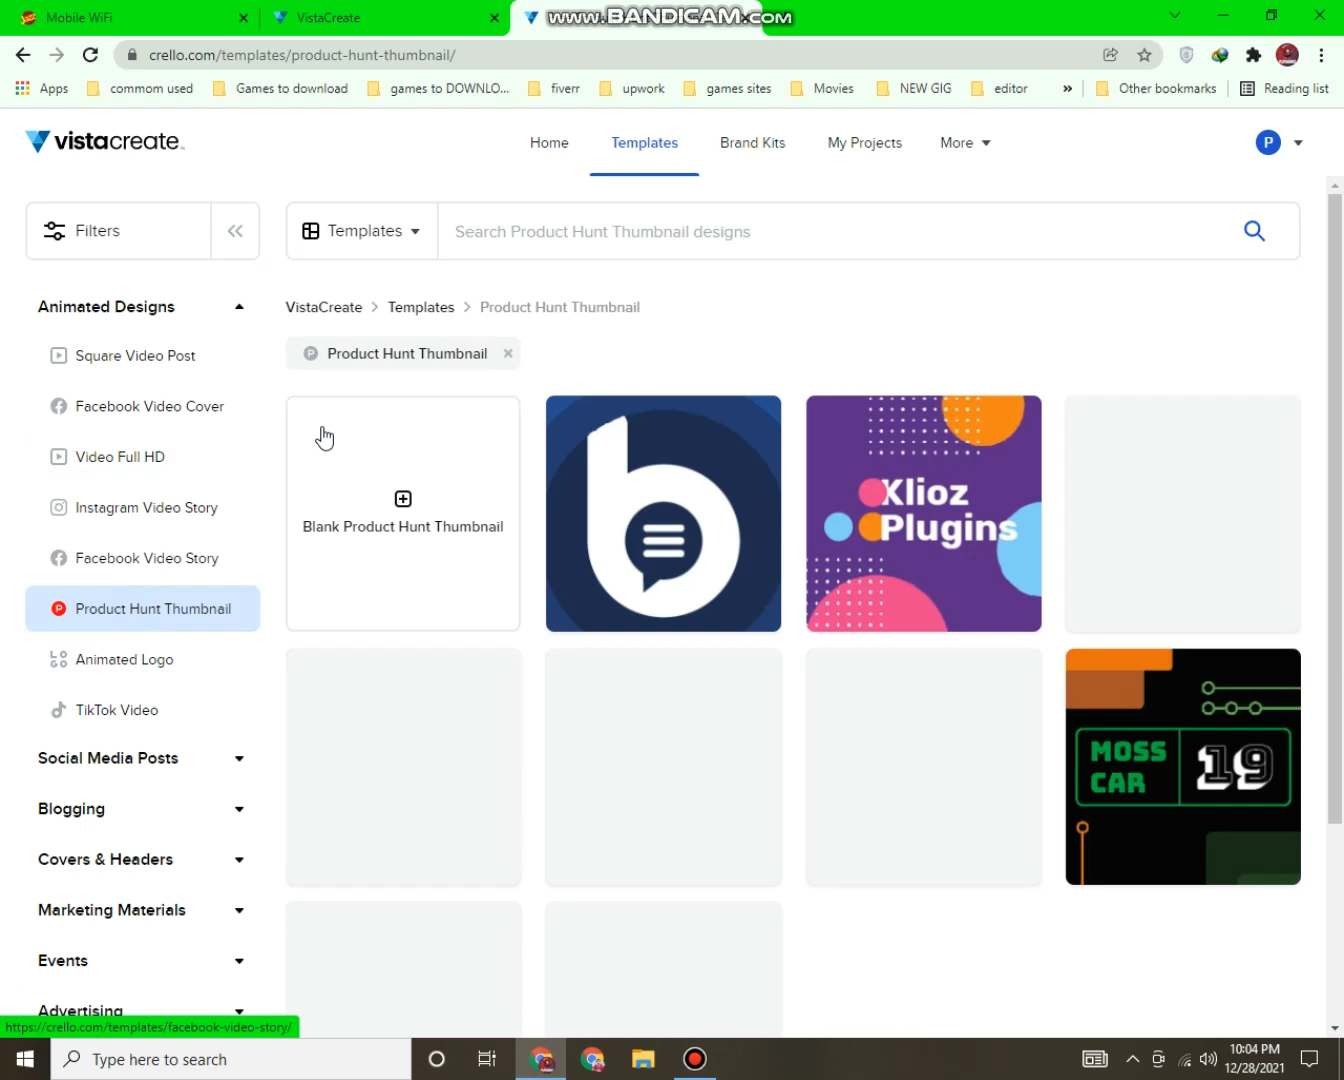 Mobile WiFi
VistaCreate
www.BANDICAM.com
crello.com/templates/product-hunt-thumbnail/
Apps
commom used
Games to download
games to DOWNLO...
fiverr
upwork
games sites
Movies
NEW GIG
editor
»
Other bookmarks
Reading list
vistacreate
Home
Templates
Brand Kits
My Projects
More
P
Filters
Templates
Search Product Hunt Thumbnail designs
Animated Designs
VistaCreate > Templates > Product Hunt Thumbnail
Square Video Post
Product Hunt Thumbnail
Facebook Video Cover
Video Full HD
Instagram Video Story
Facebook Video Story
Product Hunt Thumbnail
Animated Logo
TikTok Video
Social Media Posts
Blogging
Covers & Headers
Marketing Materials
Events
Advertising
Blank Product Hunt Thumbnail
b
Klioz
Plugins
MOSS
CAR
19
https://crello.com/templates/facebook-video-story/
Type here to search
10:04 PM
12/28/2021